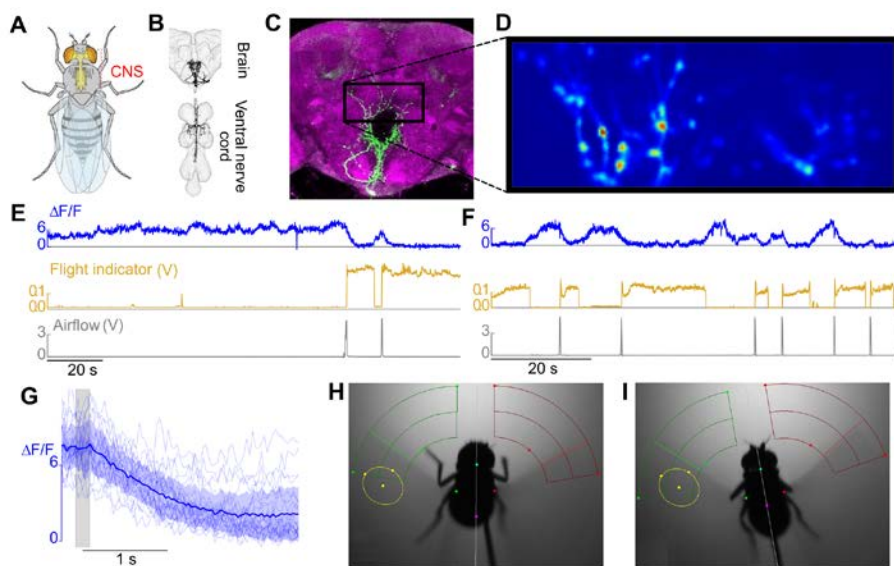 A
CNS
B
Brain
Ventral nerve
cord
C
D
E
ΔF/F
6
0
Flight indicator (V)
0.1
0.0
Airflow (V)
3
0
20 s
F
6
0
0.1
0.0
3
0
20 s
G
ΔF/F
6
0
1 s
H
I